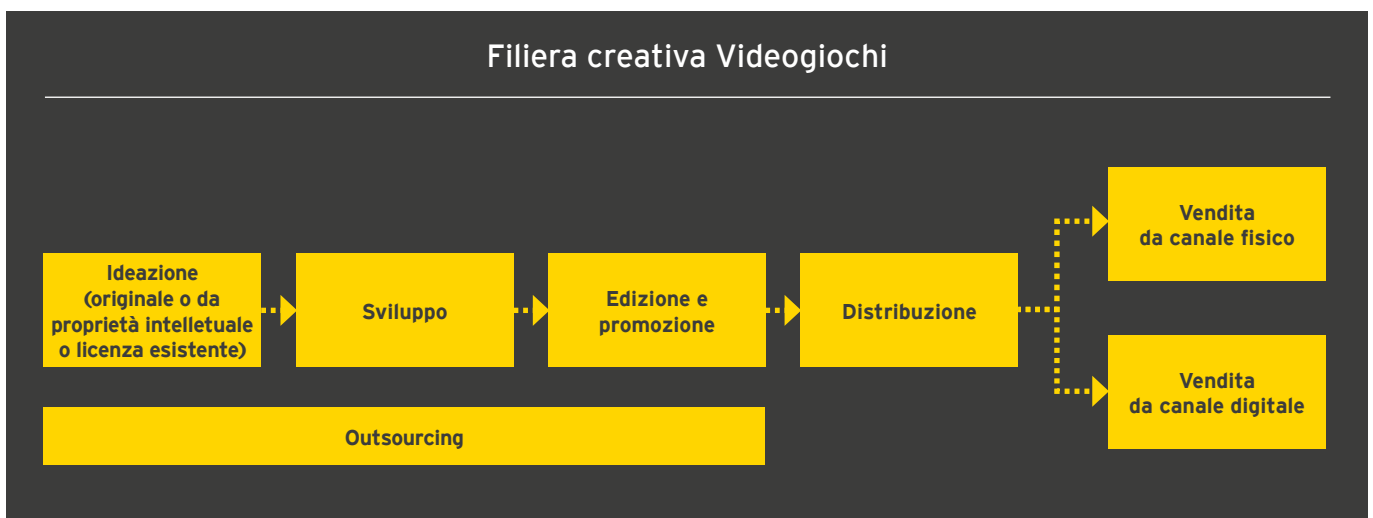 Filiera creativa Videogiochi
Ideazione
(originale o da
proprietà intelletuale
o licenza esistente)
Sviluppo
Edizione e
promozione
Distribuzione
Vendita
da canale fisico
Vendita
da canale digitale
Outsourcing